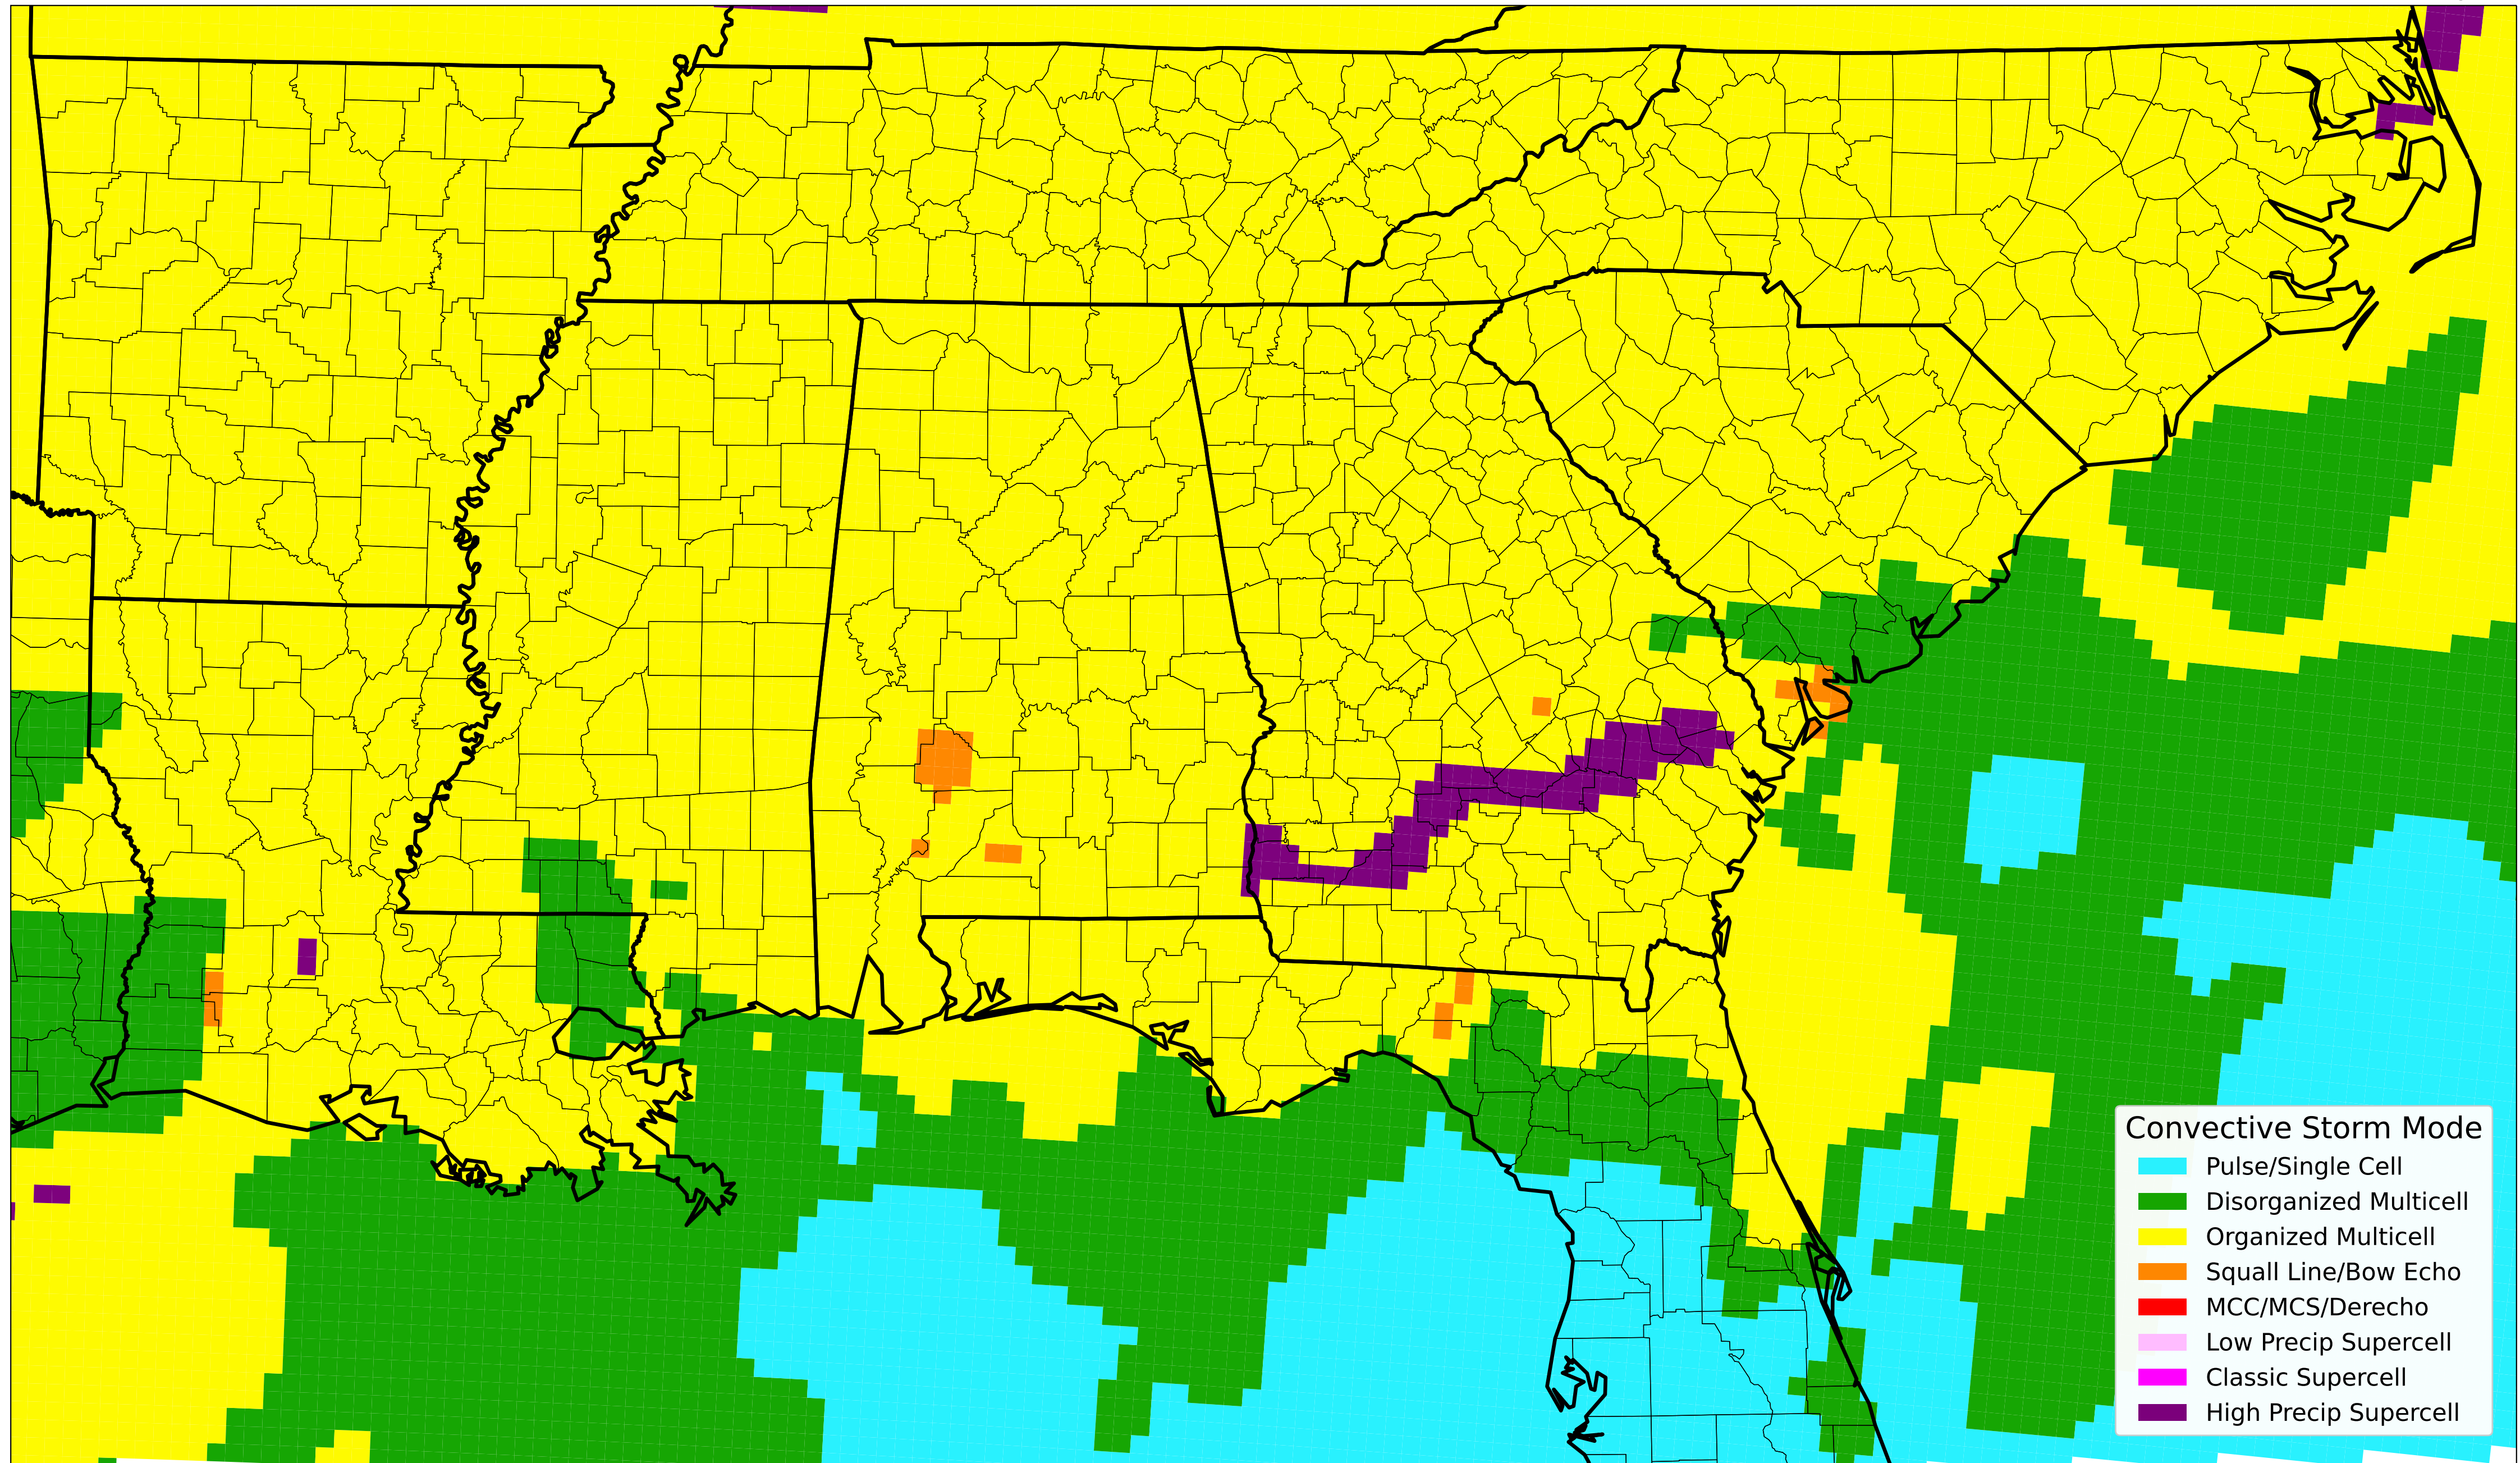 Convective Storm Mode
Pulse/Single Cell
Disorganized Multicell
Organized Multicell
Squall Line/Bow Echo
MCC/MCS/Derecho
Low Precip Supercell
Classic Supercell
High Precip Supercell